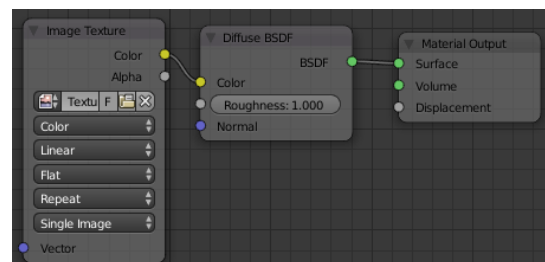 Image Texture
Color
Alpha
Textu F
Color
Linear
Flat
Repeat
Single Image
Vector
Diffuse BSDF
BSDF
Color
Roughness: 1.000
Normal
Material Output
Surface
Volume
Displacement